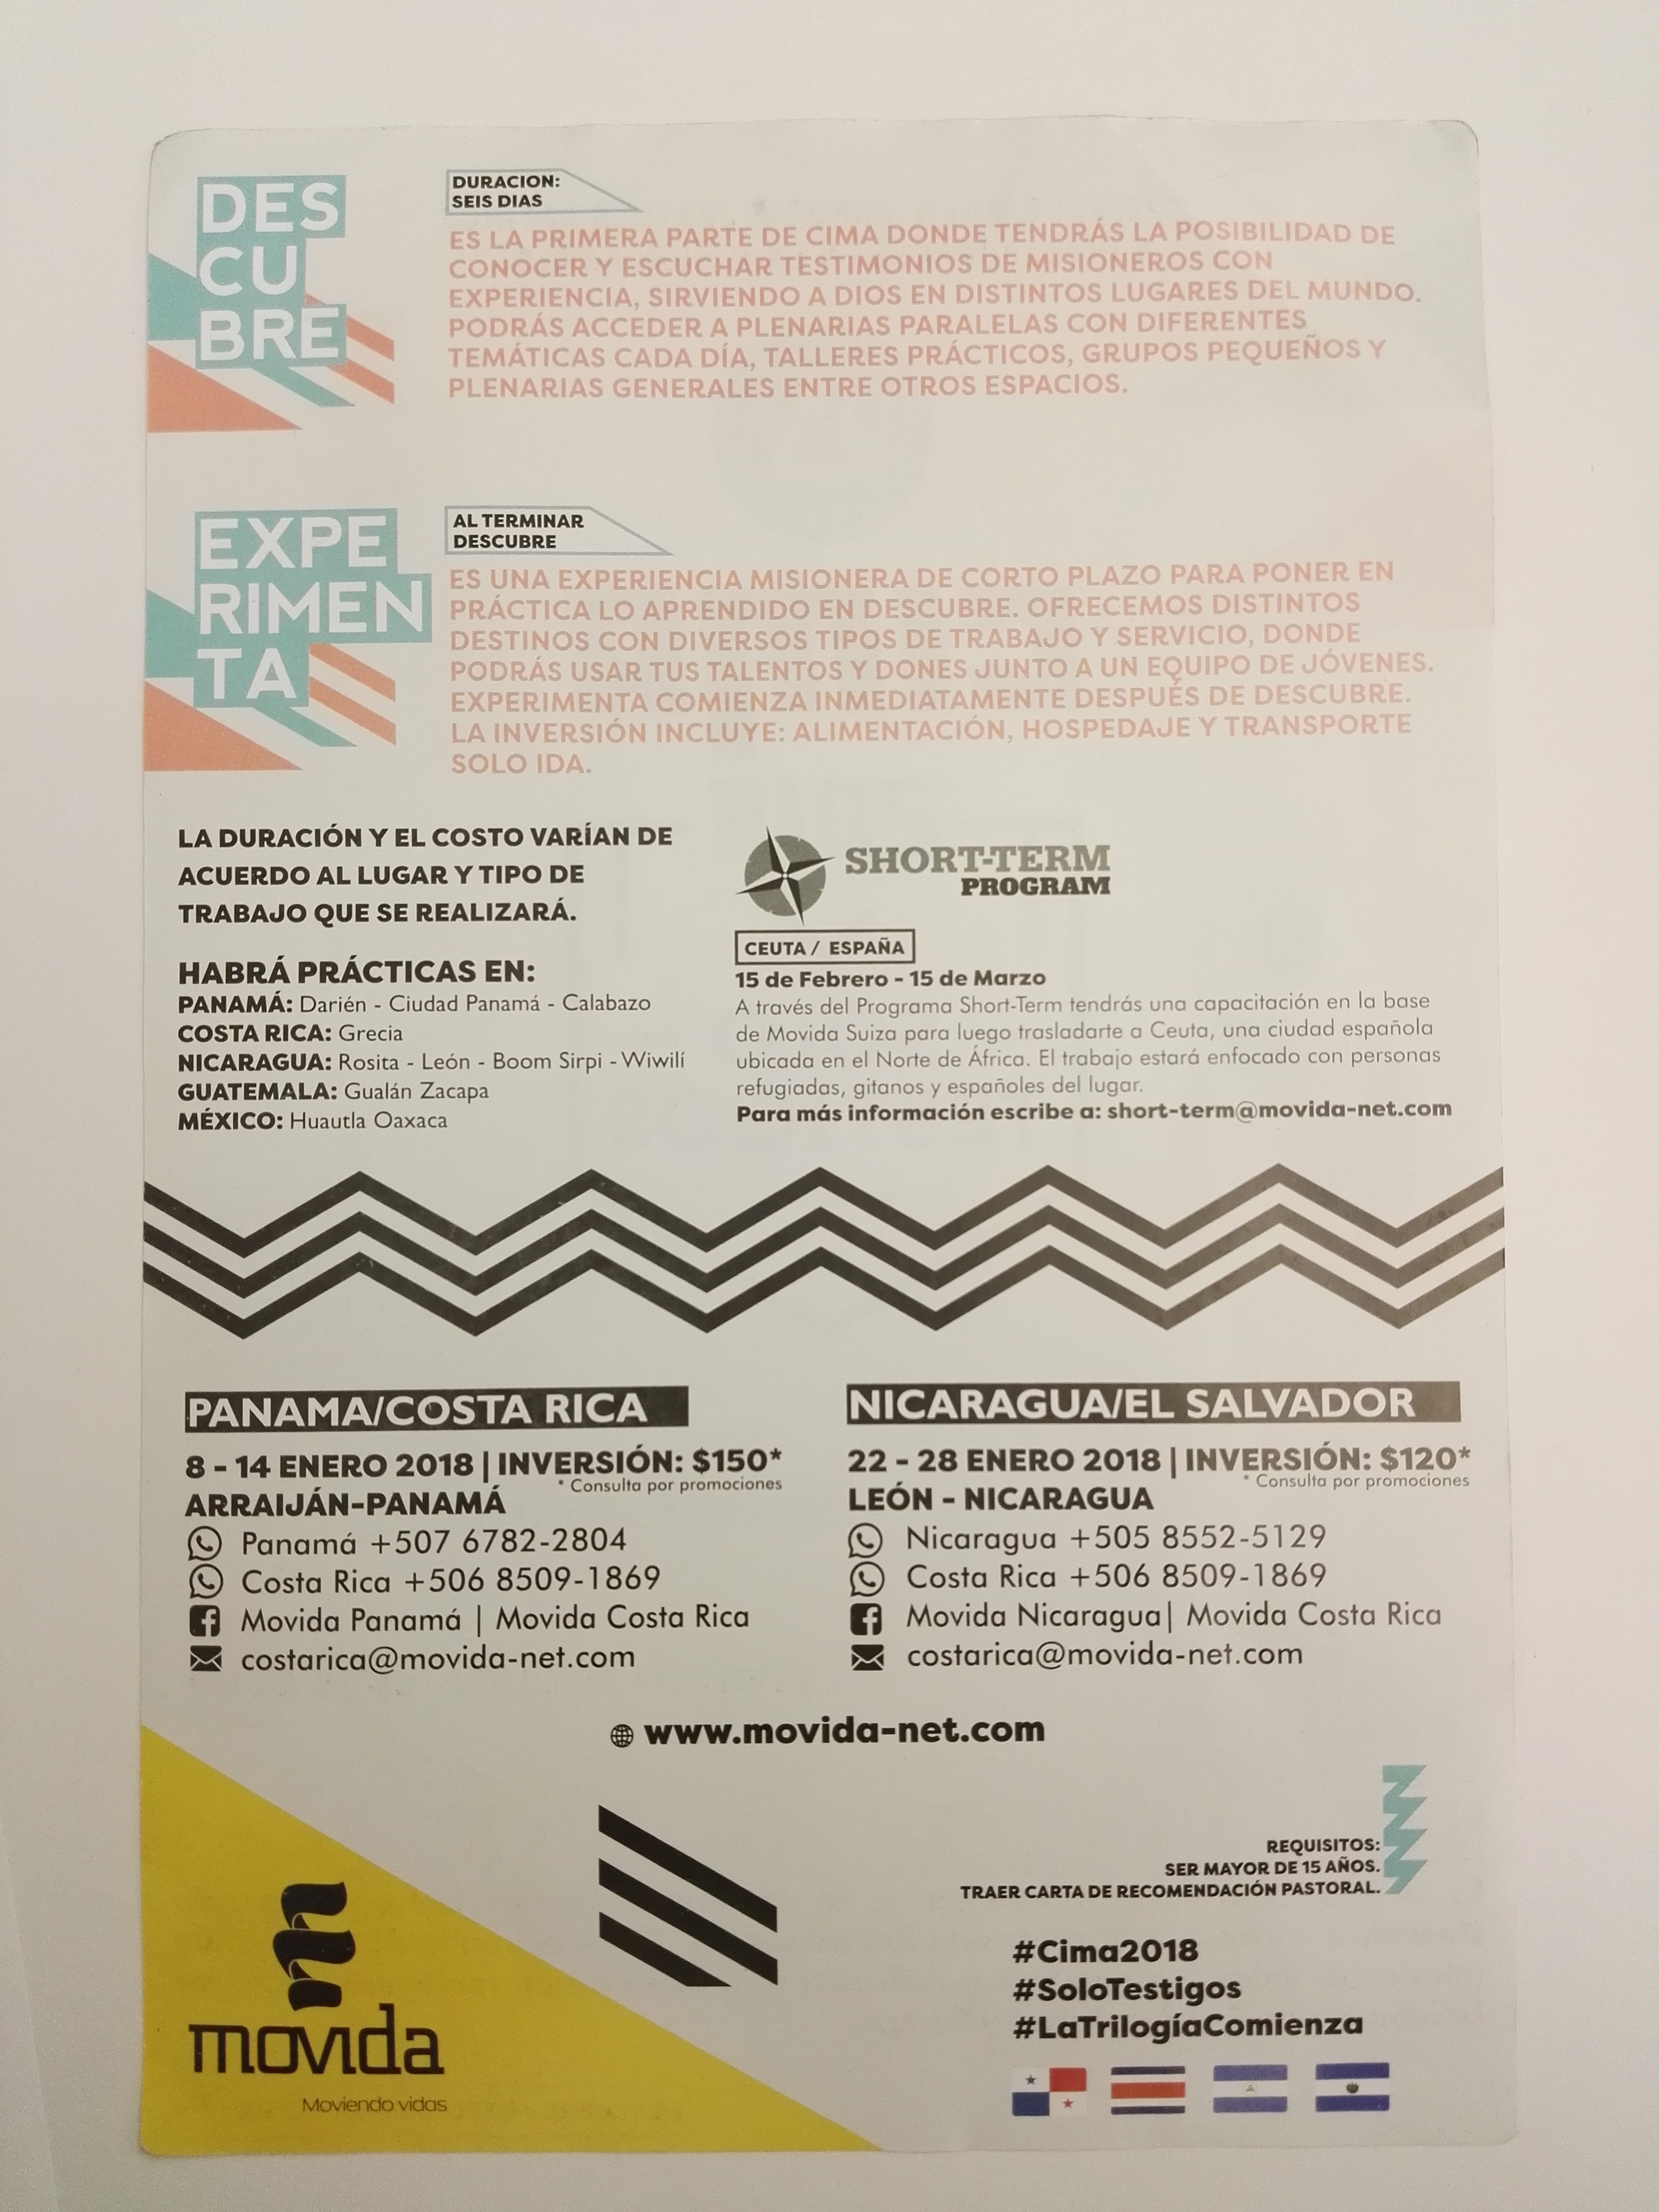 DES
CU
BRE
DURACION:
SEIS DIAS
ES LA PRIMERA PARTE DE CIMA DONDE TENDRÁS LA POSIBILIDAD DE
CONOCER Y ESCUCHAR TESTIMONIOS DE MISIONEROS CON
EXPERIENCIA, SIRVIENDO A DIOS EN DISTINTOS LUGARES DEL MUNDO.
PODRÁS ACCEDER A PLENARIAS PARALELAS CON DIFERENTES
TEMÁTICAS CADA DÍA, TALLERES PRÁCTICOS, GRUPOS PEQUEÑOS Y
PLENARIAS GENERALES ENTRE OTROS ESPACIOS.
EXPE
RIMEN
TA
AL TERMINAR
DESCUBRE
ES UNA EXPERIENCIA MISIONERA DE CORTO PLAZO PARA PONER EN
PRÁCTICA LO APRENDIDO EN DESCUBRE. OFRECEMOS DISTINTOS
DESTINOS CON DIVERSOS TIPOS DE TRABAJO Y SERVICIO, DONDE
PODRÁS USAR TUS TALENTOS Y DONES JUNTO A UN EQUIPO DE JÓVENES.
EXPERIMENTA COMIENZA INMEDIATAMENTE DESPUÉS DE DESCUBRE.
LA INVERSIÓN INCLUYE: ALIMENTACIÓN, HOSPEDAJE Y TRANSPORTE
SOLO IDA.
LA DURACIÓN Y EL COSTO VARÍAN DE
ACUERDO AL LUGAR Y TIPO DE
TRABAJO QUE SE REALIZARÁ.
HABRÁ PRÁCTICAS EN:
PANAMÁ: Darién - Ciudad Panamá - Calabazo
COSTA RICA: Grecia
NICARAGUA: Rosita - León - Boom Sirpi - Wiwilí
GUATEMALA: Gualán Zacapa
MÉXICO: Huautla Oaxaca
SHORT-TERM
PROGRAM
CEUTA / ESPAÑA
15 de Febrero - 15 de Marzo
A través del Programa Short-Term tendrás una capacitación en la base
de Movida Suiza para luego trasladarte a Ceuta, una ciudad española
ubicada en el Norte de África. El trabajo estará enfocado con personas
refugiadas, gitanos y españoles del lugar.
Para más información escribe a: short-term@movida-net.com
PANAMA/COSTA RICA
8 - 14 ENERO 2018 | INVERSIÓN: $150*
* Consulta por promociones
ARRAIJÁN-PANAMÁ
Panamá +507 6782-2804
Costa Rica +506 8509-1869
Movida Panamá | Movida Costa Rica
costarica@movida-net.com
NICARAGUA/EL SALVADOR
22 - 28 ENERO 2018 | INVERSIÓN: $120*
* Consulta por promociones
LEÓN - NICARAGUA
Nicaragua +505 8552-5129
Costa Rica +506 8509-1869
Movida Nicaragua| Movida Costa Rica
costarica@movida-net.com
www.movida-net.com
REQUISITOS:
SER MAYOR DE 15 AÑOS.
TRAER CARTA DE RECOMENDACIÓN PASTORAL.
#Cima2018
#SoloTestigos
#LaTrilogíaComienza
movida
Moviendo vidas